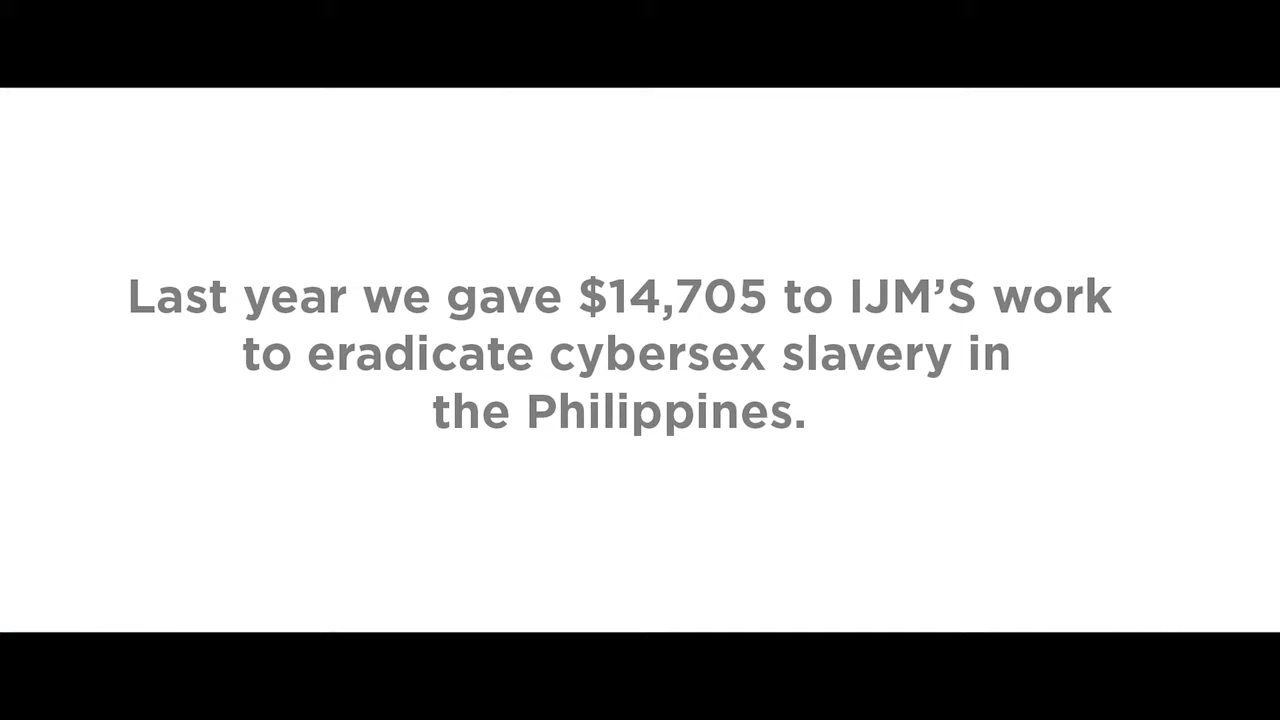 Last year we gave $14,705 to IJM’S work
to eradicate cybersex slavery in
the Philippines.